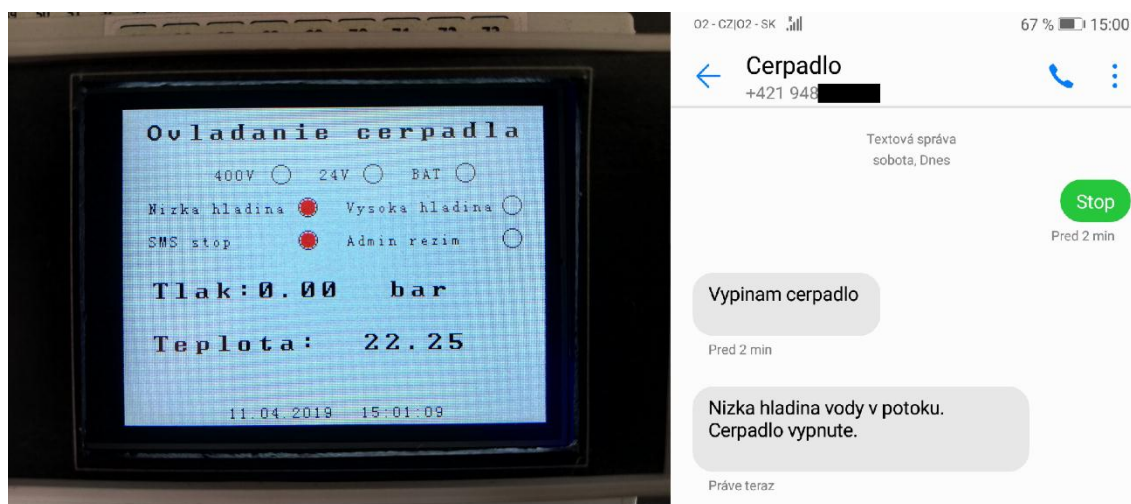 Ovladanie cerpadla
400V 24V BAT
Nizka hladina Vysoka hladina
SMS stop Admin rezim
Tlak:0.00 bar
Teplota: 22.25
11.04.2019 15:01:09
O2 - CZ|O2 - SK 67 % 15:00
Cerpadlo
+421 948
Textová správa
sobota, Dnes
Stop
Pred 2 min
Vypinam cerpadlo
Pred 2 min
Nizka hladina vody v potoku.
Cerpadlo vypnute.
Práve teraz